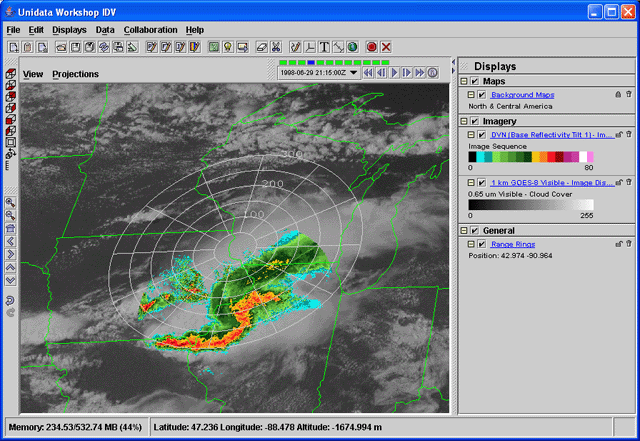 Unidata Workshop IDV
File Edit Displays Data Collaboration Help
View Projections
1998-06-29 21:15:00Z
Displays
Maps
Background Maps
North & Central America
Imagery
DVN (Base Reflectivity Tilt 1) - Im...
Image Sequence
0 80
1 km GOES-8 Visible - Image Dis...
0.65 um Visible - Cloud Cover
0 255
General
Range Rings
Position: 42.974 -90.964
300
200
100
Memory: 234.53/532.74 MB (44%) Latitude: 47.236 Longitude: -88.478 Altitude: -1674.994 m